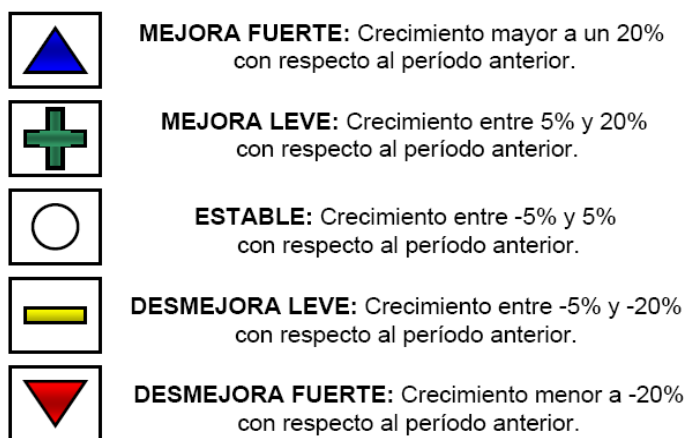 MEJORA FUERTE: Crecimiento mayor a un 20%
con respecto al período anterior.
MEJORA LEVE: Crecimiento entre 5% y 20%
con respecto al período anterior.
ESTABLE: Crecimiento entre -5% y 5%
con respecto al período anterior.
DESMEJORA LEVE: Crecimiento entre -5% y -20%
con respecto al período anterior.
DESMEJORA FUERTE: Crecimiento menor a -20%
con respecto al período anterior.